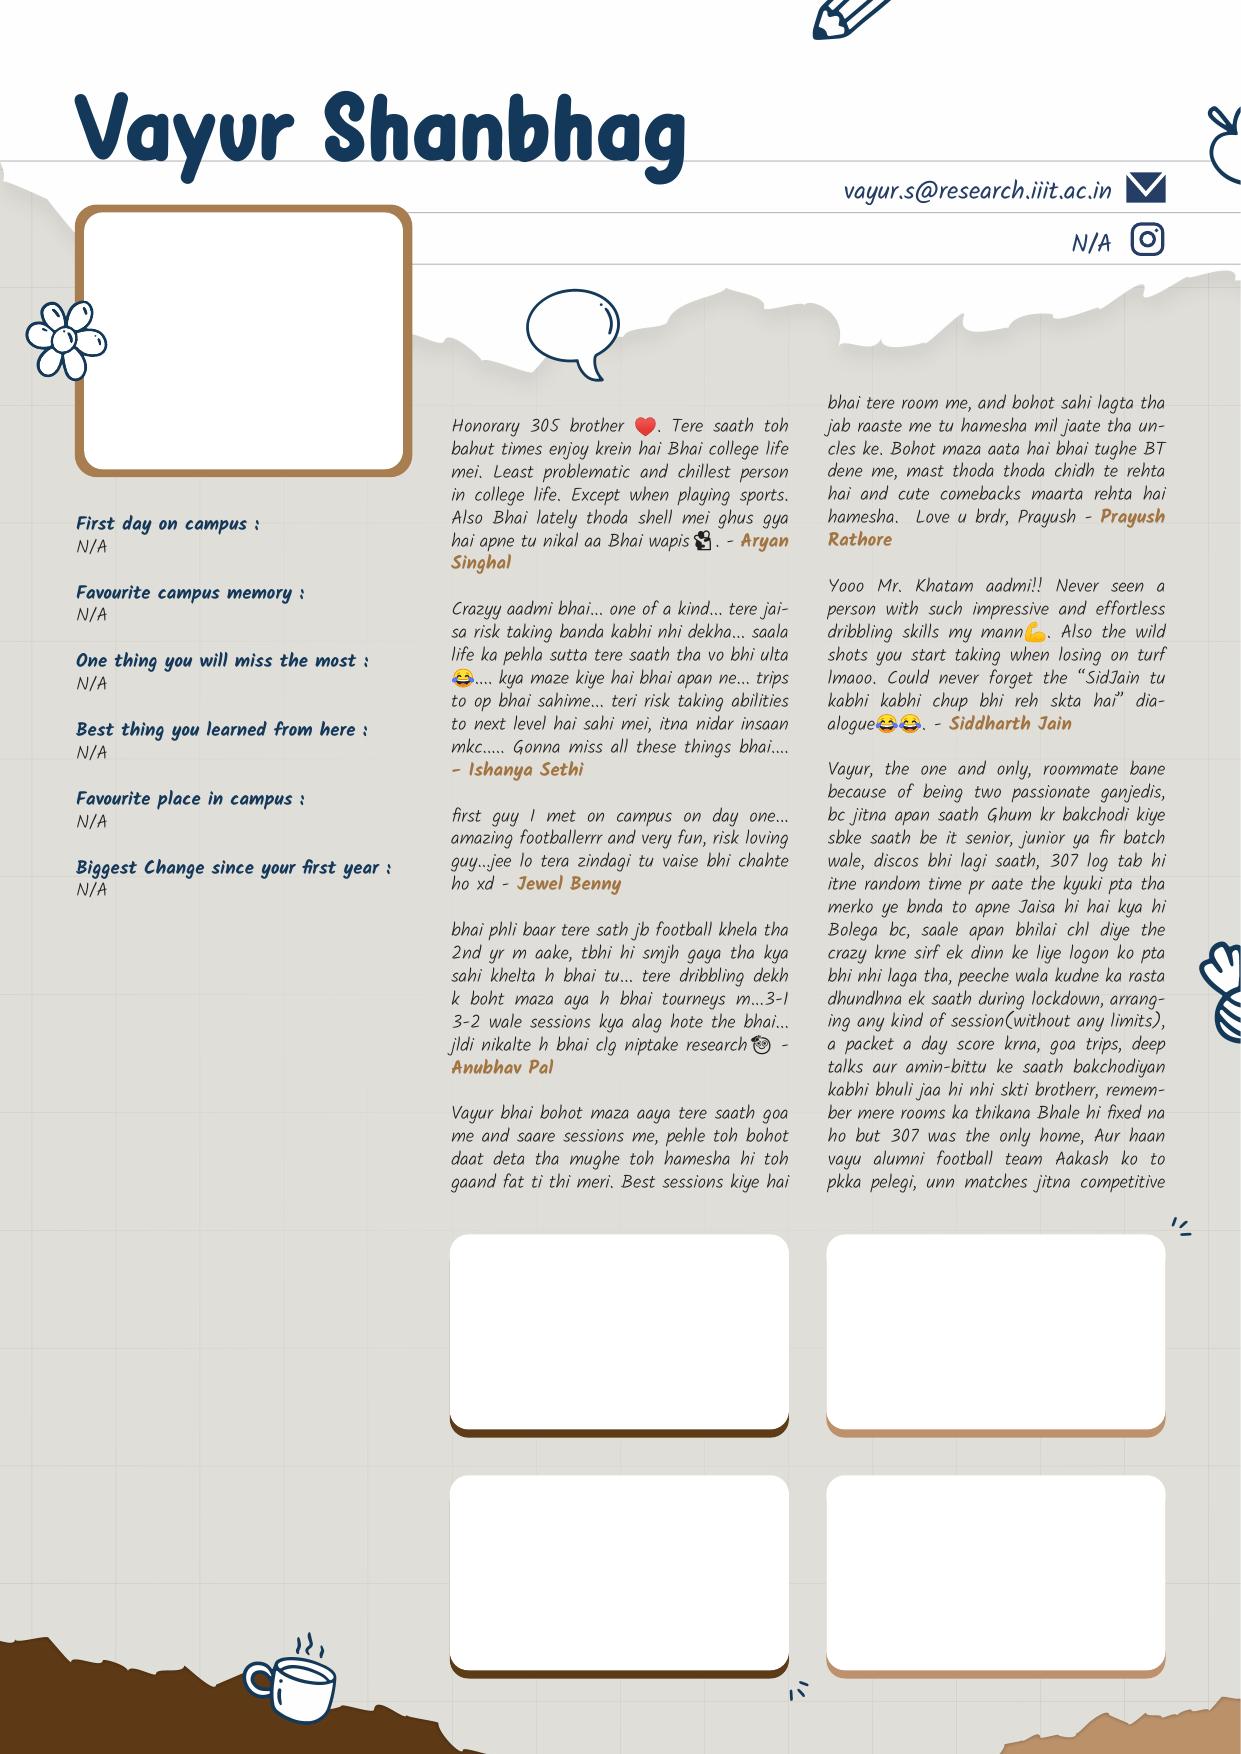 Vayur Shanbhag
vayur.s@research.iiit.ac.in
N/A
First day on campus :
N/A
Favourite campus memory :
N/A
One thing you will miss the most :
N/A
Best thing you learned from here :
N/A
Favourite place in campus :
N/A
Biggest Change since your first year :
N/A
Honorary 305 brother ♥️. Tere saath toh
bahut times enjoy krein hai Bhai college life
mei. Least problematic and chillest person
in college life. Except when playing sports.
Also Bhai lately thoda shell mei ghus gya
hai apne tu nikal aa Bhai wapis. - Aryan
Singhal
Crazyy aadmi bhai... one of a kind... tere jai-
sa risk taking banda kabhi nhi dekha... saala
life ka pehla sutta tere saath tha vo bhi ulta
😂.... kya maze kiye hai bhai apan ne... trips
to op bhai sahime... teri risk taking abilities
to next level hai sahi mei, itna nidar insaan
mkc..... Gonna miss all these things bhai....
- Ishanya Sethi
first guy I met on campus on day one...
amazing footballerrr and very fun, risk loving
guy...jee lo tera zindagi tu vaise bhi chahte
ho xd - Jewel Benny
bhai phli baar tere sath jb football khela tha
2nd yr m aake, tbhi hi smjh gaya tha kya
sahi khelta h bhai tu... tere dribbling dekh
k boht maza aya h bhai tourneys m...3-1
3-2 wale sessions kya alag hote the bhai...
jldi nikalte h bhai clg niptake research -
Anubhav Pal
Vayur bhai bohot maza aaya tere saath goa
me and saare sessions me, pehle toh bohot
daat deta tha mughe toh hamesha hi toh
gaand fat ti thi meri. Best sessions kiye hai
bhai tere room me, and bohot sahi lagta tha
jab raaste me tu hamesha mil jaate tha un-
cles ke. Bohot maza aata hai bhai tughe BT
dene me, mast thoda thoda chidh te rehta
hai and cute comebacks maarta rehta hai
hamesha. Love u brdr, Prayush - Prayush
Rathore
Yooo Mr. Khatam aadmi!! Never seen a
person with such impressive and effortless
dribbling skills my mann💪. Also the wild
shots you start taking when losing on turf
lmaoo. Could never forget the “SidJain tu
kabhi kabhi chup bhi reh skta hai” dia-
alogue😂😂. - Siddharth Jain
Vayur, the one and only, roommate bane
because of being two passionate ganjedis,
bc jitna apan saath Ghum kr bakchodi kiye
sbke saath be it senior, junior ya fir batch
wale, discos bhi lagi saath, 307 log tab hi
itne random time pr aate the kyuki pta tha
merko ye bnda to apne Jaisa hi hai kya hi
Bolega bc, saale apan bhilai chl diye the
crazy krne sirf ek dinn ke liye logon ko pta
bhi nhi laga tha, peeche wala kudne ka rasta
dhundhna ek saath during lockdown, arrang-
ing any kind of session(without any limits),
a packet a day score krna, goa trips, deep
talks aur amin-bittu ke saath bakchodiyan
kabhi bhuli jaa hi nhi skti brotherr, remem-
ber mere rooms ka thikana Bhale hi fixed na
ho but 307 was the only home, Aur haan
vayu alumni football team Aakash ko to
pkka pelegi, unn matches jitna competitive